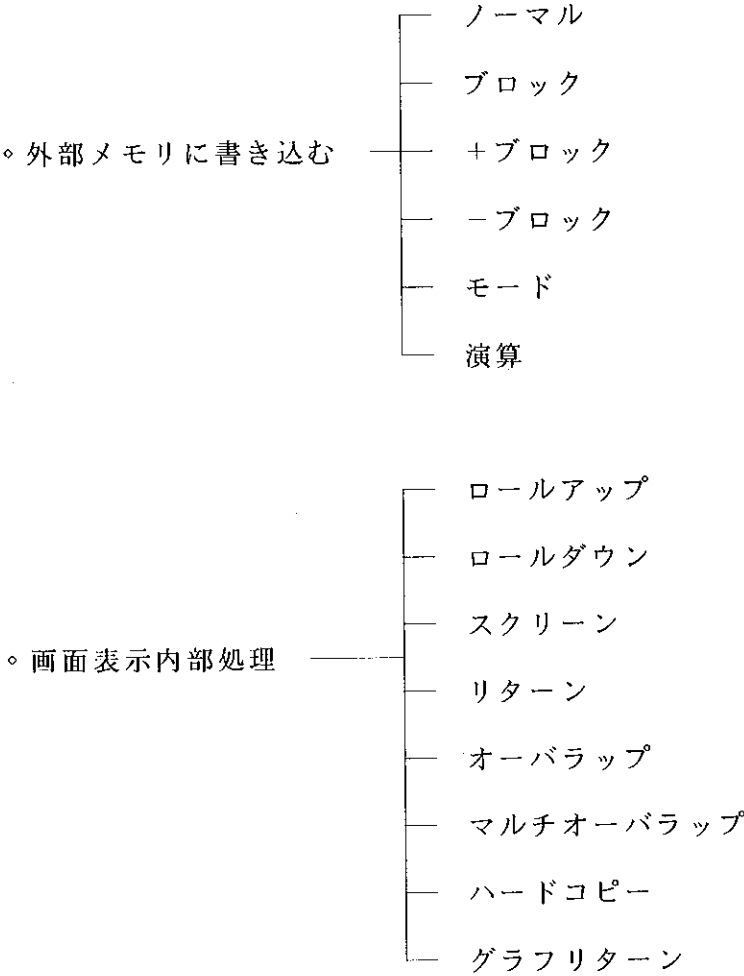 ノーマル
ブロック
。外部メモリに書き込む
+ブロック
-ブロック
モード
演算
ロールアップ
ロールダウン
スクリーン
。画面表示内部処理
リターン
オーバラップ
マルチオーバラップ
ハードコピー
グラフリターン